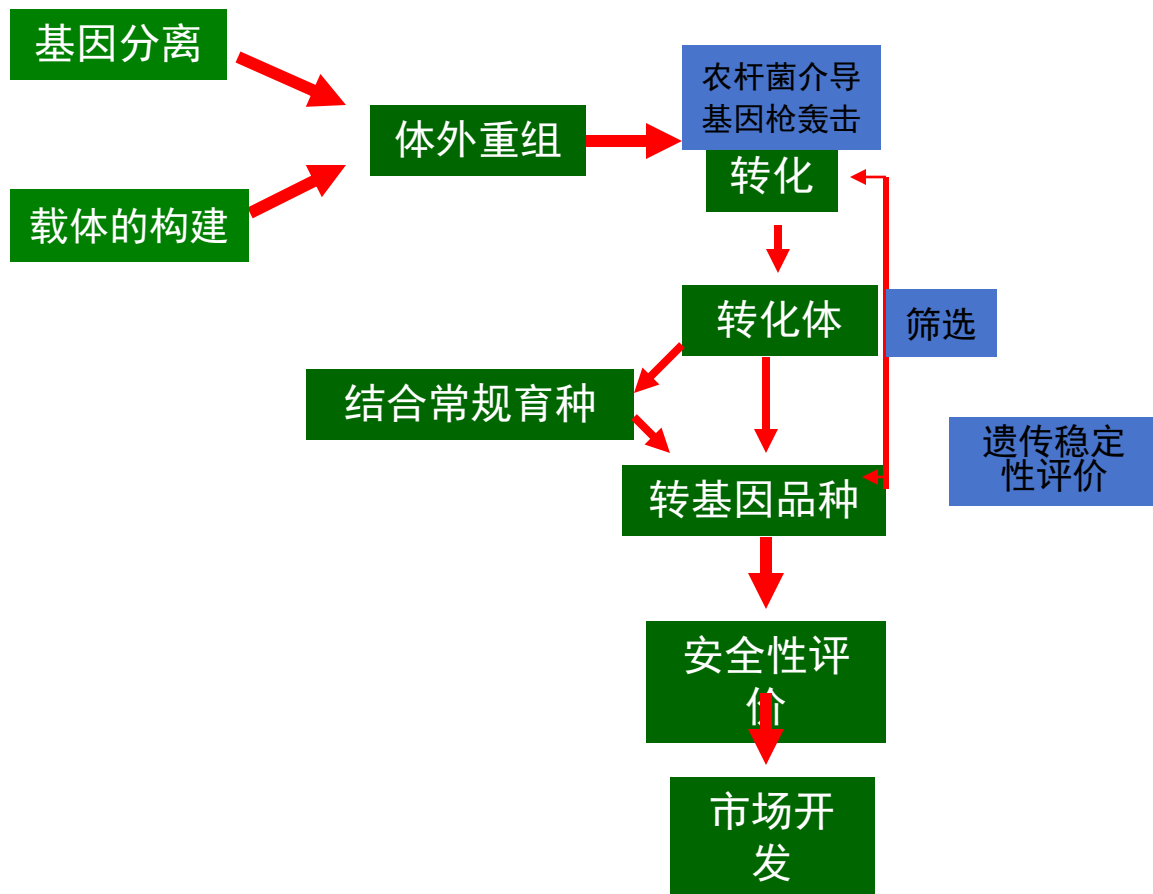 基因分离
载体的构建
体外重组
农杆菌介导
基因枪轰击
转化
转化体
筛选
结合常规育种
遗传稳定
性评价
转基因品种
安全性评
价
市场开
发